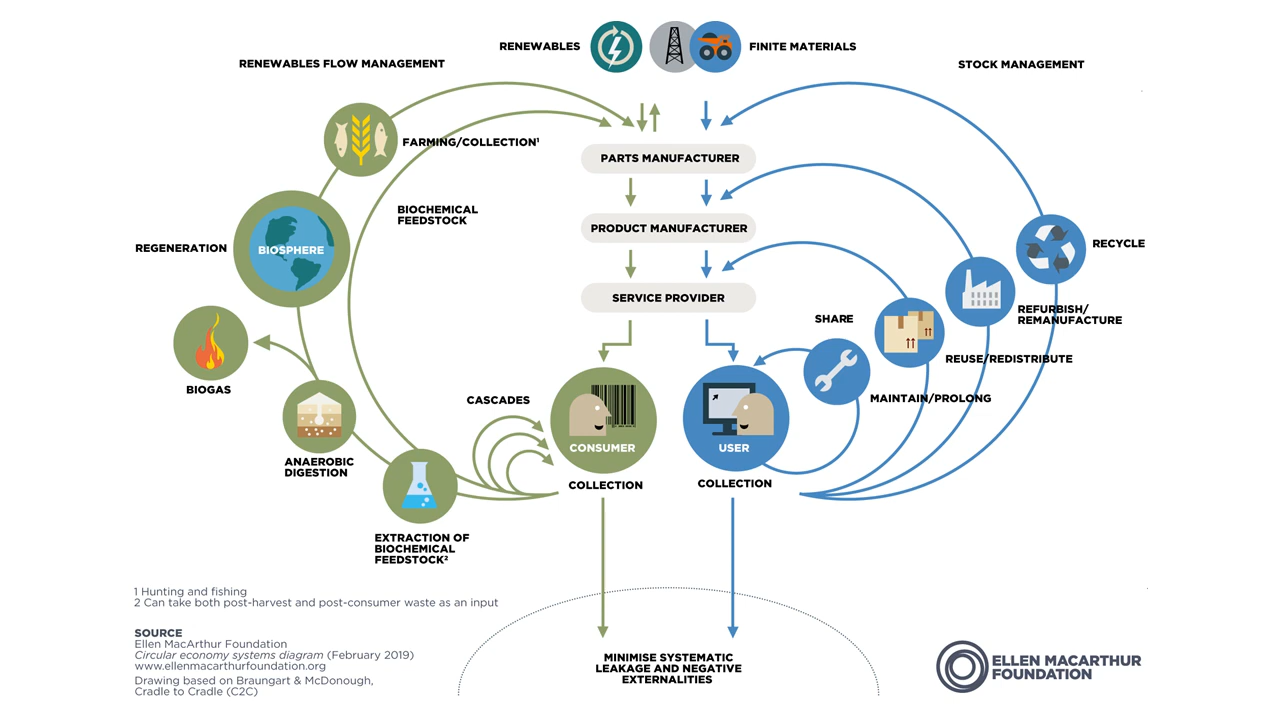 RENEWABLES
FINITE MATERIALS
RENEWABLES FLOW MANAGEMENT
STOCK MANAGEMENT
FARMING/COLLECTION¹
PARTS MANUFACTURER
BIOCHEMICAL
FEEDSTOCK
PRODUCT MANUFACTURER
REGENERATION
BIOSPHERE
RECYCLE
SERVICE PROVIDER
SHARE
REFURBISH/
REMANUFACTURE
REUSE/REDISTRIBUTE
BIOGAS
MAINTAIN/PROLONG
CASCADES
CONSUMER
USER
ANAEROBIC
DIGESTION
COLLECTION
COLLECTION
EXTRACTION OF
BIOCHEMICAL
FEEDSTOCK²
1 Hunting and fishing
2 Can take both post-harvest and post-consumer waste as an input
SOURCE
Ellen MacArthur Foundation
Circular economy systems diagram (February 2019)
www.ellenmacarthurfoundation.org
Drawing based on Braungart & McDonough,
Cradle to Cradle (C2C)
MINIMISE SYSTEMATIC
LEAKAGE AND NEGATIVE
EXTERNALITIES
ELLEN MACARTHUR
FOUNDATION